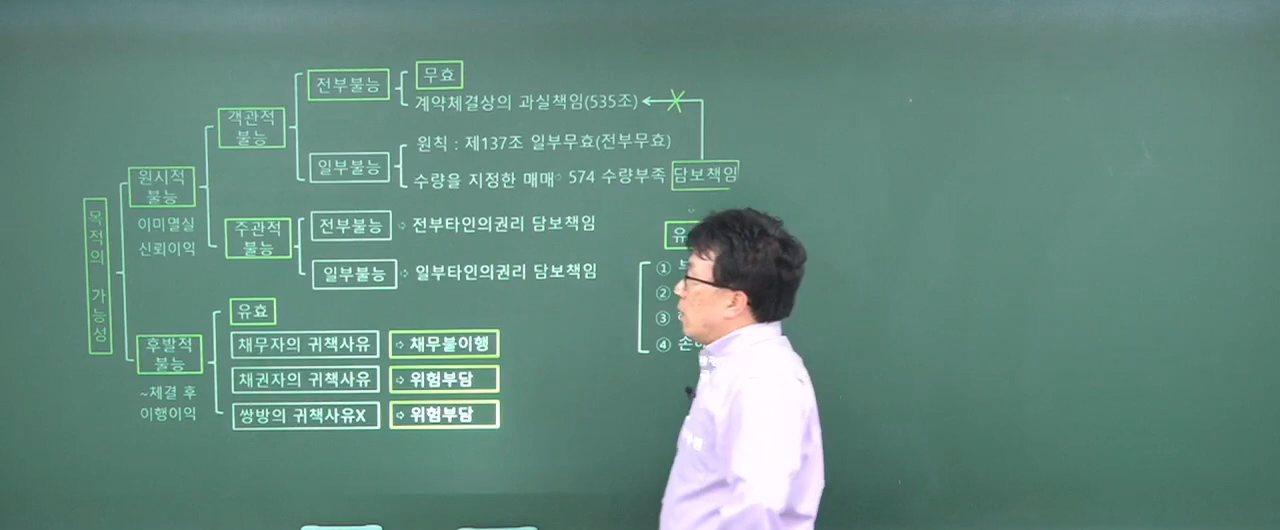 목적의 가능성
원시적
불능
이미멸실
신뢰이익
객관적
불능
전부불능
무효
계약체결상의 과실책임(535조)
일부불능
원칙 : 제137조 일부무효(전부무효)
수량을 지정한 매매 574 수량부족 담보책임
주관적
불능
전부불능
전부타인의권리 담보책임
일부불능
일부타인의권리 담보책임
후발적
불능
~체결 후
이행이익
유효
채무자의 귀책사유
채무불이행
채권자의 귀책사유
위험부담
쌍방의 귀책사유X
위험부담
①
②
③
④